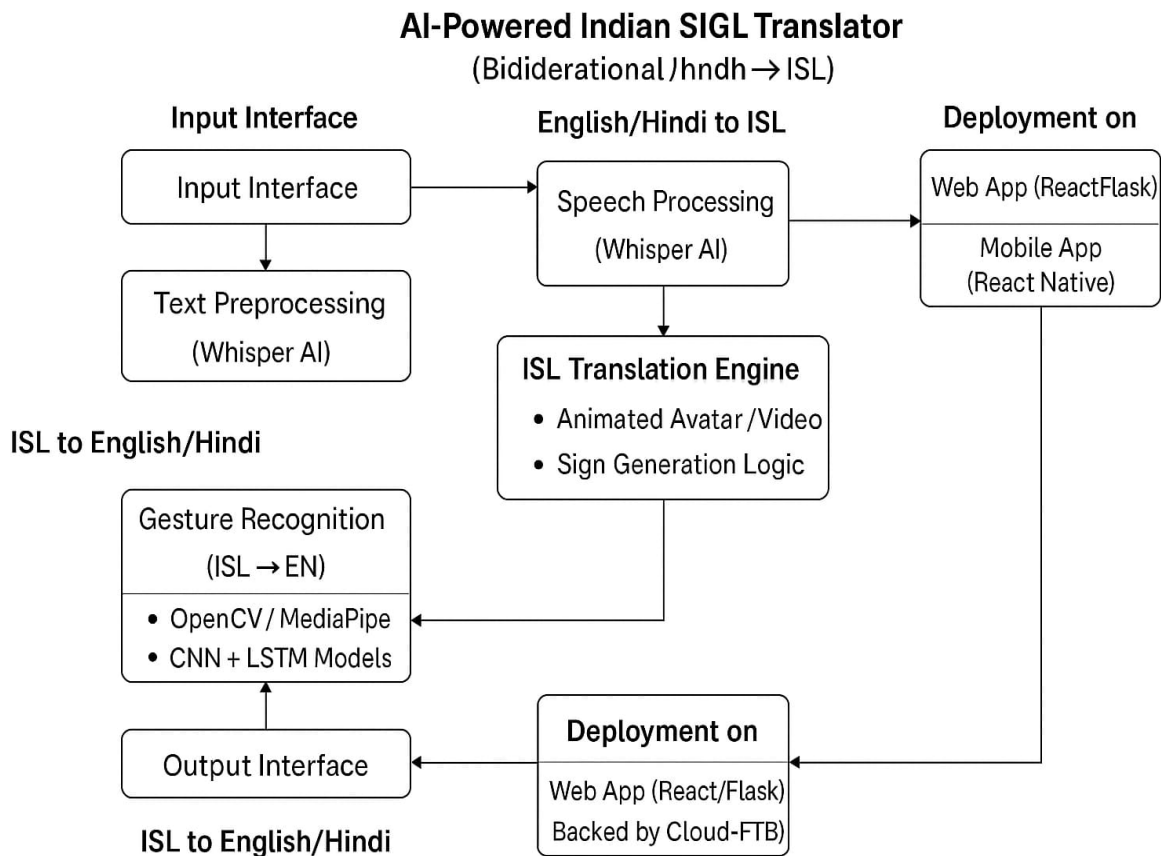 AI-Powered Indian SIGL Translator
(Bididerational /hndh → ISL)
Input Interface
English/Hindi to ISL
Deployment on
Input Interface
Speech Processing
(Whisper AI)
Web App (ReactFlask)
Mobile App
(React Native)
Text Preprocessing
(Whisper AI)
ISL Translation Engine
• Animated Avatar / Video
• Sign Generation Logic
ISL to English/Hindi
Gesture Recognition
(ISL → EN)
• OpenCV / MediaPipe
• CNN + LSTM Models
Output Interface
Deployment on
Web App (React/Flask)
Backed by Cloud-FTB)
ISL to English/Hindi